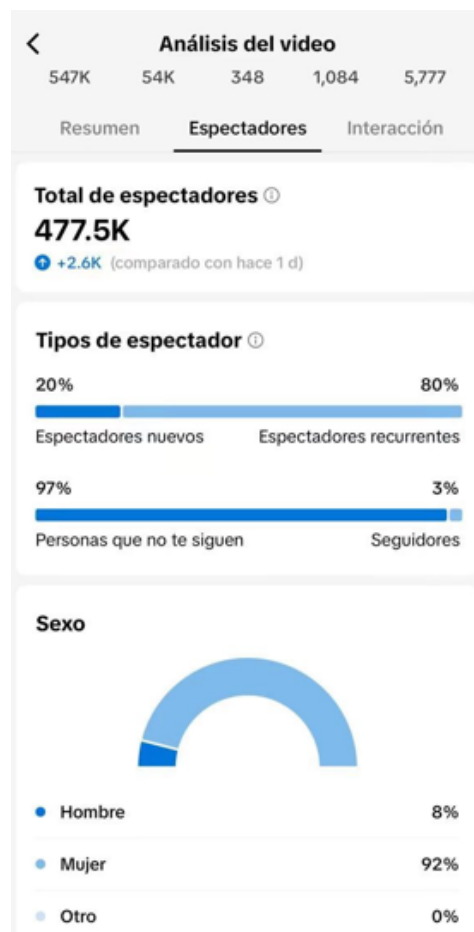 Análisis del video
547K 54K 348 1,084 5,777
Resumen Espectadores Interacción
Total de espectadores
477.5K
+2.6K (comparado con hace 1 d)
Tipos de espectador
20% 80%
Espectadores nuevos Espectadores recurrentes
97% 3%
Personas que no te siguen Seguidores
Sexo
Hombre 8%
Mujer 92%
Otro 0%